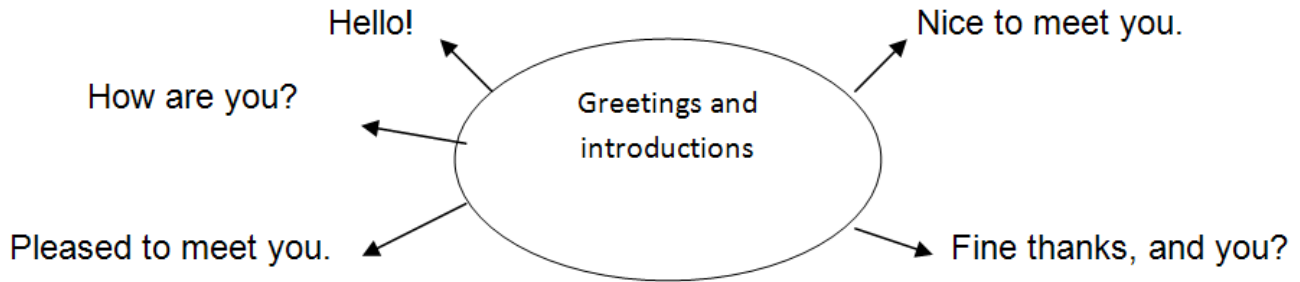 Hello!
Nice to meet you.
How are you?
Greetings and
introductions
Pleased to meet you.
Fine thanks, and you?